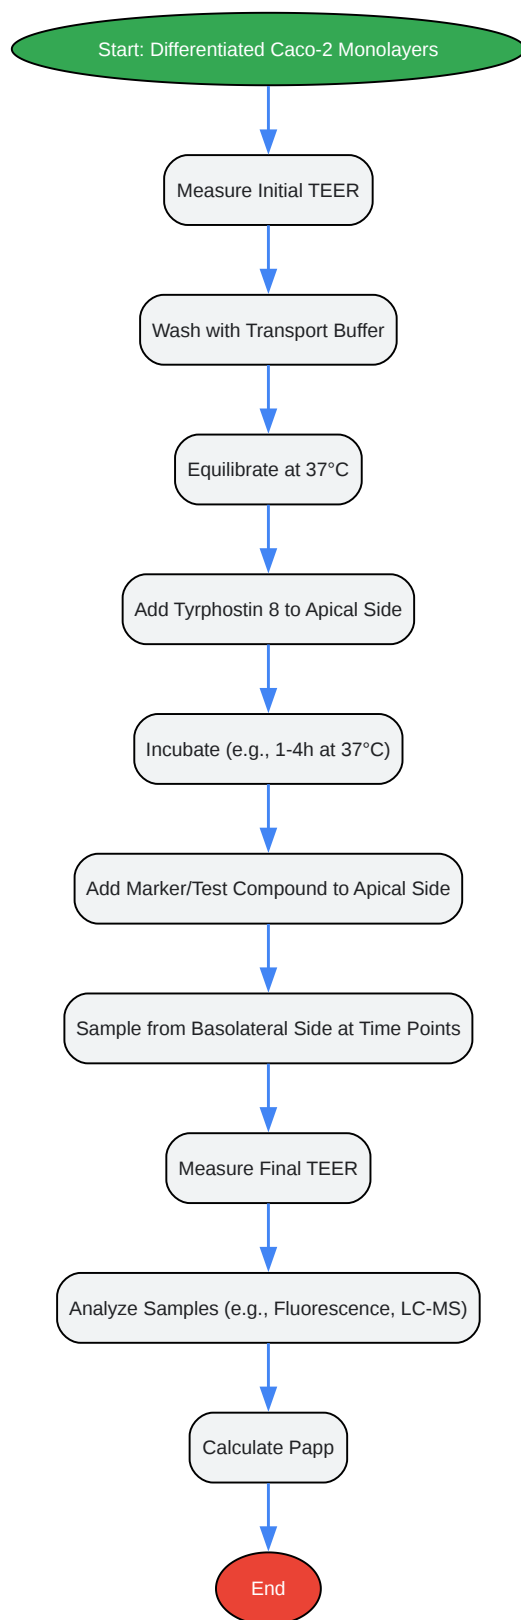 Start: Differentiated Caco-2 Monolayers
Measure Initial TEER
Wash with Transport Buffer
Equilibrate at 37°C
Add Tyrphostin 8 to Apical Side
Incubate (e.g., 1-4h at 37°C)
Add Marker/Test Compound to Apical Side
Sample from Basolateral Side at Time Points
Measure Final TEER
Analyze Samples (e.g., Fluorescence, LC-MS)
Calculate Papp
End